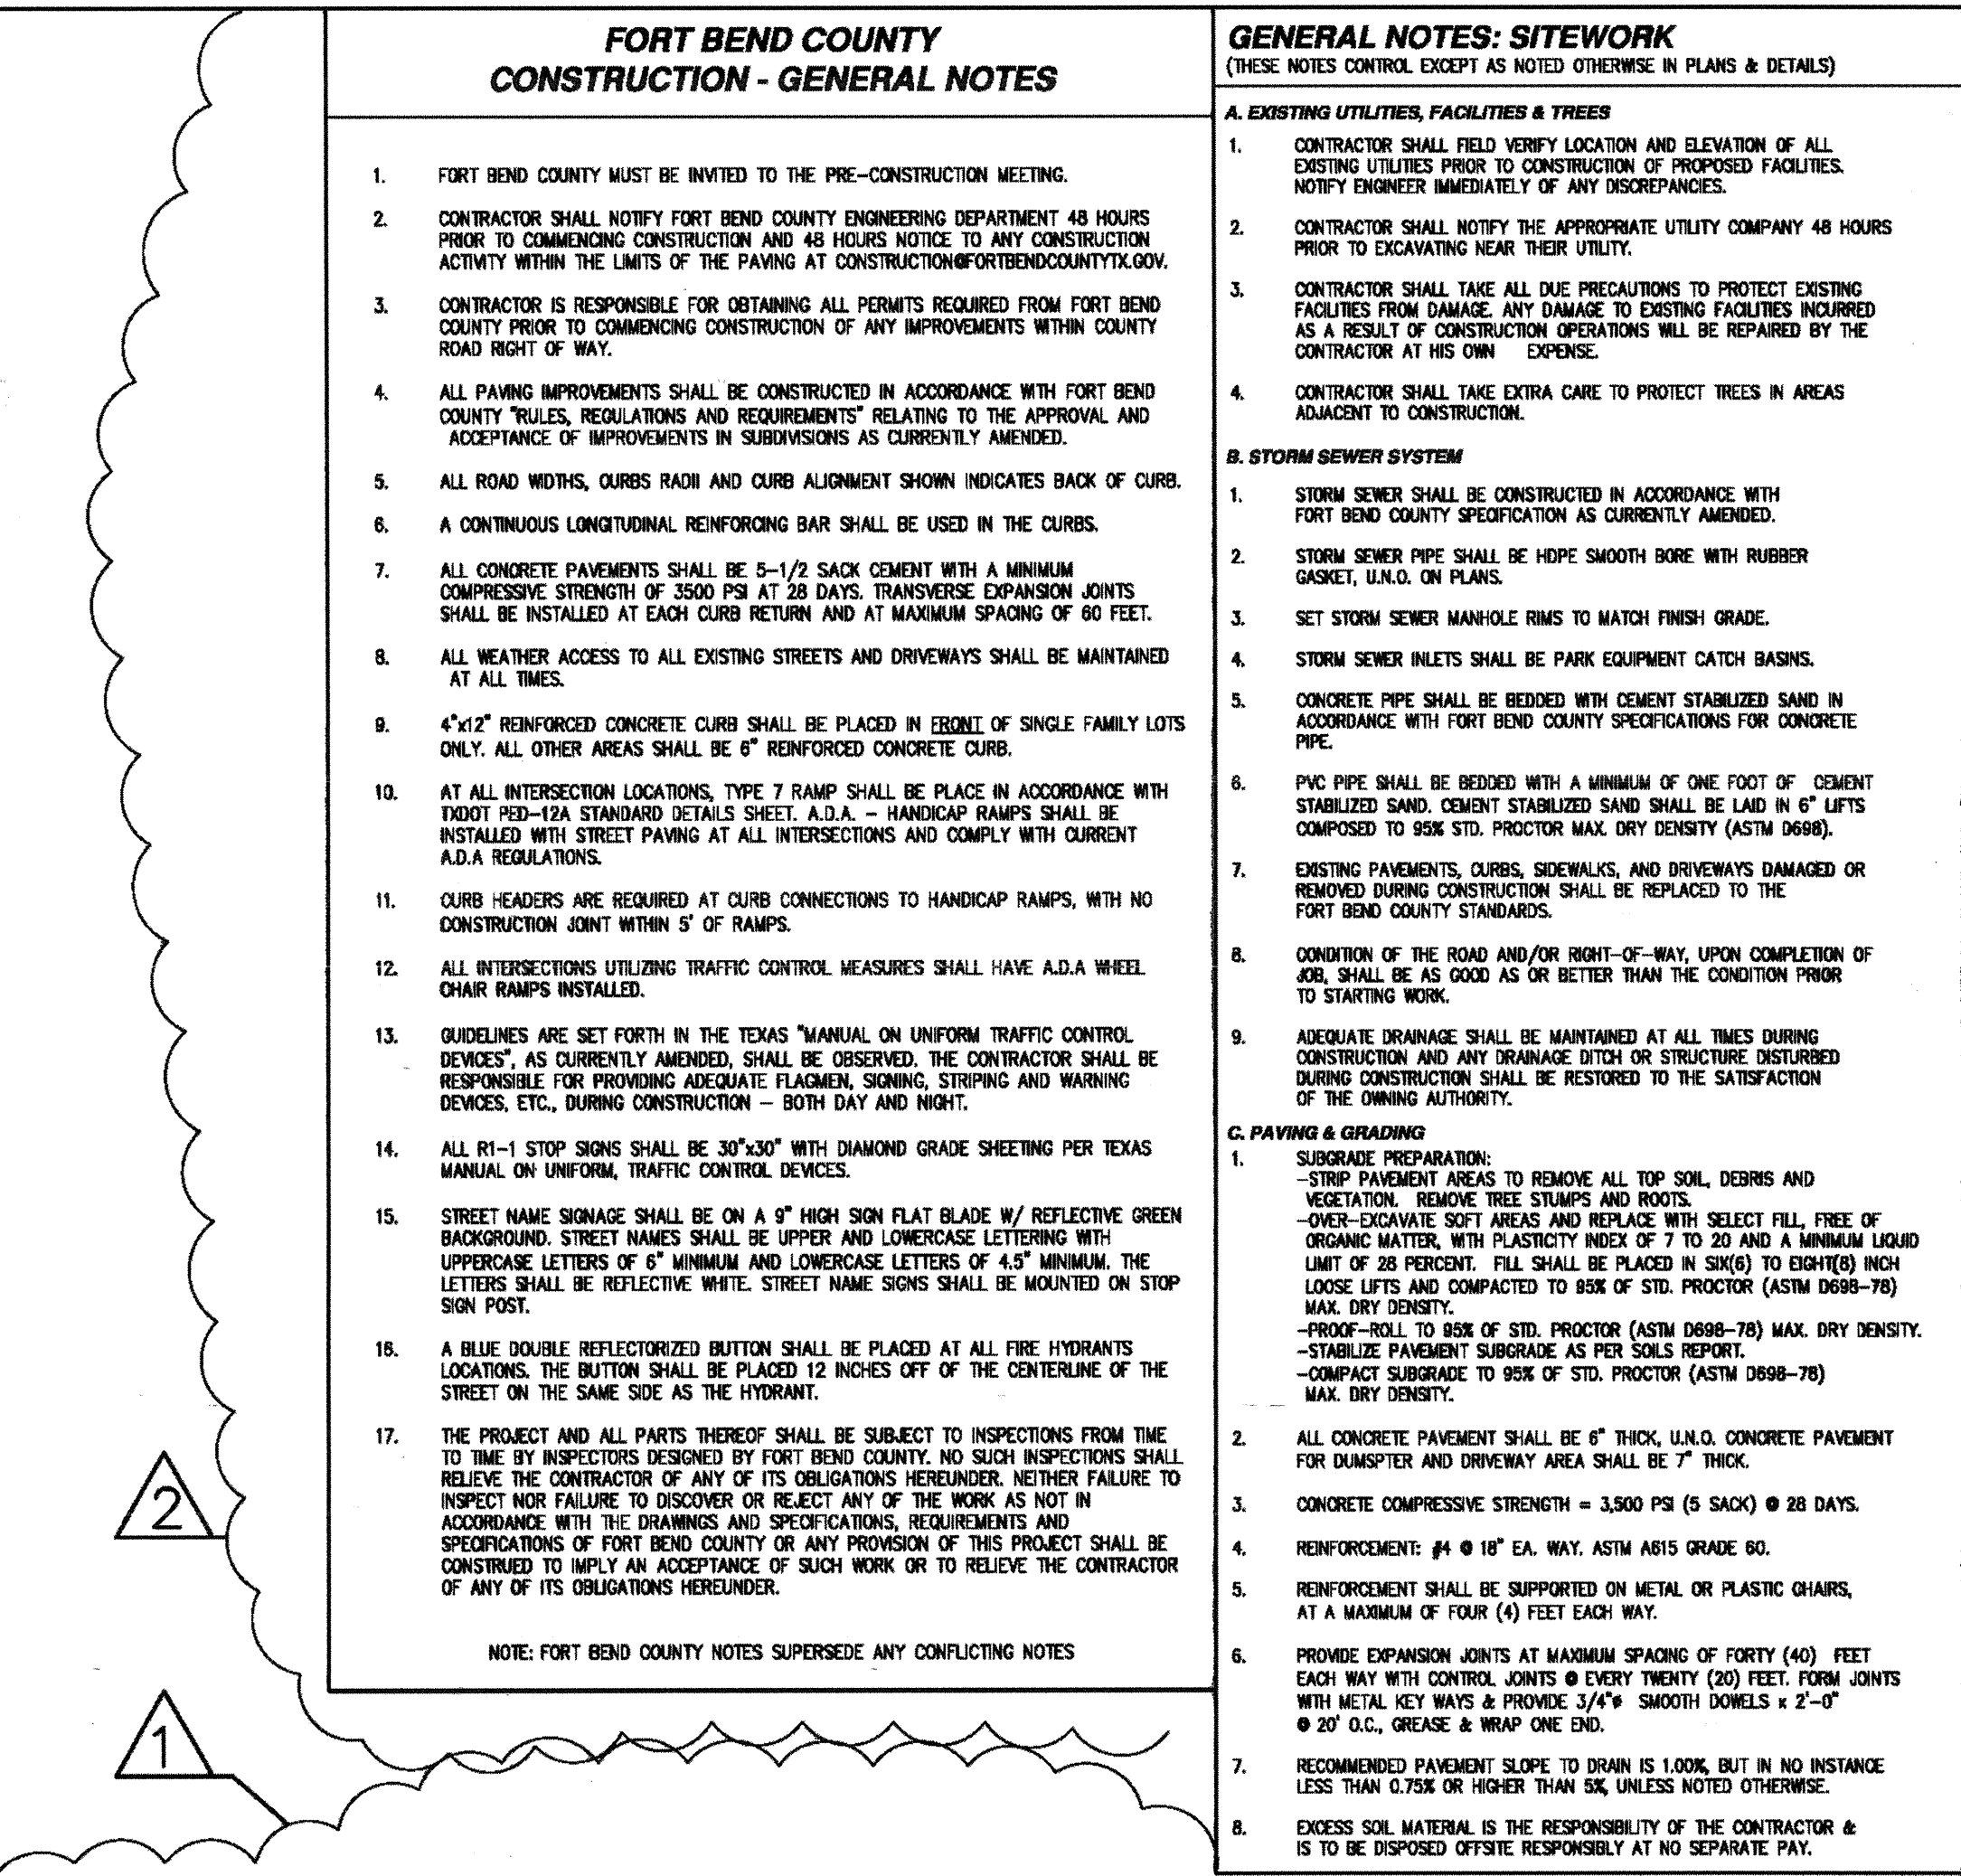 FORT BEND COUNTY
CONSTRUCTION - GENERAL NOTES
1. FORT BEND COUNTY MUST BE INVITED TO THE PRE-CONSTRUCTION MEETING.
2. CONTRACTOR SHALL NOTIFY FORT BEND COUNTY ENGINEERING DEPARTMENT 48 HOURS
PRIOR TO COMMENCING CONSTRUCTION AND 48 HOURS NOTICE TO ANY CONSTRUCTION
ACTIVITY WITHIN THE LIMITS OF THE PAVING AT CONSTRUCTION@FORTBENDCOUNTYTX.GOV.
3. CONTRACTOR IS RESPONSIBLE FOR OBTAINING ALL PERMITS REQUIRED FROM FORT BEND
COUNTY PRIOR TO COMMENCING CONSTRUCTION OF ANY IMPROVEMENTS WITHIN COUNTY
ROAD RIGHT OF WAY.
4. ALL PAVING IMPROVEMENTS SHALL BE CONSTRUCTED IN ACCORDANCE WITH FORT BEND
COUNTY "RULES, REGULATIONS AND REQUIREMENTS" RELATING TO THE APPROVAL AND
ACCEPTANCE OF IMPROVEMENTS IN SUBDIVISIONS AS CURRENTLY AMENDED.
5. ALL ROAD WIDTHS, CURBS RADII AND CURB ALIGNMENT SHOWN INDICATES BACK OF CURB.
6. A CONTINUOUS LONGITUDINAL REINFORCING BAR SHALL BE USED IN THE CURBS.
7. ALL CONCRETE PAVEMENTS SHALL BE 5-1/2 SACK CEMENT WITH A MINIMUM
COMPRESSIVE STRENGTH OF 3500 PSI AT 28 DAYS. TRANSVERSE EXPANSION JOINTS
SHALL BE INSTALLED AT EACH CURB RETURN AND AT MAXIMUM SPACING OF 60 FEET.
8. ALL WEATHER ACCESS TO ALL EXISTING STREETS AND DRIVEWAYS SHALL BE MAINTAINED
AT ALL TIMES.
9. 4"x12" REINFORCED CONCRETE CURB SHALL BE PLACED IN FRONT OF SINGLE FAMILY LOTS
ONLY. ALL OTHER AREAS SHALL BE 6" REINFORCED CONCRETE CURB.
10. AT ALL INTERSECTION LOCATIONS, TYPE 7 RAMP SHALL BE PLACE IN ACCORDANCE WITH
TXDOT PED-12A STANDARD DETAILS SHEET. A.D.A. - HANDICAP RAMPS SHALL BE
INSTALLED WITH STREET PAVING AT ALL INTERSECTIONS AND COMPLY WITH CURRENT
A.D.A REGULATIONS.
11. CURB HEADERS ARE REQUIRED AT CURB CONNECTIONS TO HANDICAP RAMPS, WITH NO
CONSTRUCTION JOINT WITHIN 5' OF RAMPS.
12. ALL INTERSECTIONS UTILIZING TRAFFIC CONTROL MEASURES SHALL HAVE A.D.A WHEEL
CHAIR RAMPS INSTALLED.
13. GUIDELINES ARE SET FORTH IN THE TEXAS "MANUAL ON UNIFORM TRAFFIC CONTROL
DEVICES", AS CURRENTLY AMENDED, SHALL BE OBSERVED. THE CONTRACTOR SHALL BE
RESPONSIBLE FOR PROVIDING ADEQUATE FLAGMEN, SIGNING, STRIPING AND WARNING
DEVICES, ETC., DURING CONSTRUCTION - BOTH DAY AND NIGHT.
14. ALL R1-1 STOP SIGNS SHALL BE 30"x30" WITH DIAMOND GRADE SHEETING PER TEXAS
MANUAL ON UNIFORM, TRAFFIC CONTROL DEVICES.
15. STREET NAME SIGNAGE SHALL BE ON A 9" HIGH SIGN FLAT BLADE W/ REFLECTIVE GREEN
BACKGROUND. STREET NAMES SHALL BE UPPER AND LOWERCASE LETTERING WITH
UPPERCASE LETTERS OF 6" MINIMUM AND LOWERCASE LETTERS OF 4.5" MINIMUM. THE
LETTERS SHALL BE REFLECTIVE WHITE. STREET NAME SIGNS SHALL BE MOUNTED ON STOP
SIGN POST.
16. A BLUE DOUBLE REFLECTORIZED BUTTON SHALL BE PLACED AT ALL FIRE HYDRANTS
LOCATIONS. THE BUTTON SHALL BE PLACED 12 INCHES OFF OF THE CENTERLINE OF THE
STREET ON THE SAME SIDE AS THE HYDRANT.
17. THE PROJECT AND ALL PARTS THEREOF SHALL BE SUBJECT TO INSPECTIONS FROM TIME
TO TIME BY INSPECTORS DESIGNED BY FORT BEND COUNTY. NO SUCH INSPECTIONS SHALL
RELIEVE THE CONTRACTOR OF ANY OF ITS OBLIGATIONS HEREUNDER. NEITHER FAILURE TO
INSPECT NOR FAILURE TO DISCOVER OR REJECT ANY OF THE WORK AS NOT IN
ACCORDANCE WITH THE DRAWINGS AND SPECIFICATIONS, REQUIREMENTS AND
SPECIFICATIONS OF FORT BEND COUNTY OR ANY PROVISION OF THIS PROJECT SHALL BE
CONSTRUED TO IMPLY AN ACCEPTANCE OF SUCH WORK OR TO RELIEVE THE CONTRACTOR
OF ANY OF ITS OBLIGATIONS HEREUNDER.
NOTE: FORT BEND COUNTY NOTES SUPERSEDE ANY CONFLICTING NOTES
2
1
GENERAL NOTES: SITEWORK
(THESE NOTES CONTROL EXCEPT AS NOTED OTHERWISE IN PLANS & DETAILS)
A. EXISTING UTILITIES, FACILITIES & TREES
1. CONTRACTOR SHALL FIELD VERIFY LOCATION AND ELEVATION OF ALL
EXISTING UTILITIES PRIOR TO CONSTRUCTION OF PROPOSED FACILITIES.
NOTIFY ENGINEER IMMEDIATELY OF ANY DISCREPANCIES.
2. CONTRACTOR SHALL NOTIFY THE APPROPRIATE UTILITY COMPANY 48 HOURS
PRIOR TO EXCAVATING NEAR THEIR UTILITY.
3. CONTRACTOR SHALL TAKE ALL DUE PRECAUTIONS TO PROTECT EXISTING
FACILITIES FROM DAMAGE. ANY DAMAGE TO EXISTING FACILITIES INCURRED
AS A RESULT OF CONSTRUCTION OPERATIONS WILL BE REPAIRED BY THE
CONTRACTOR AT HIS OWN EXPENSE.
4. CONTRACTOR SHALL TAKE EXTRA CARE TO PROTECT TREES IN AREAS
ADJACENT TO CONSTRUCTION.
B. STORM SEWER SYSTEM
1. STORM SEWER SHALL BE CONSTRUCTED IN ACCORDANCE WITH
FORT BEND COUNTY SPECIFICATION AS CURRENTLY AMENDED.
2. STORM SEWER PIPE SHALL BE HDPE SMOOTH BORE WITH RUBBER
GASKET, U.N.O. ON PLANS.
3. SET STORM SEWER MANHOLE RIMS TO MATCH FINISH GRADE.
4. STORM SEWER INLETS SHALL BE PARK EQUIPMENT CATCH BASINS.
5. CONCRETE PIPE SHALL BE BEDDED WITH CEMENT STABILIZED SAND IN
ACCORDANCE WITH FORT BEND COUNTY SPECIFICATIONS FOR CONCRETE
PIPE.
6. PVC PIPE SHALL BE BEDDED WITH A MINIMUM OF ONE FOOT OF CEMENT
STABILIZED SAND. CEMENT STABILIZED SAND SHALL BE LAID IN 6" LIFTS
COMPOSED TO 95% STD. PROCTOR MAX. DRY DENSITY (ASTM D698).
7. EXISTING PAVEMENTS, CURBS, SIDEWALKS, AND DRIVEWAYS DAMAGED OR
REMOVED DURING CONSTRUCTION SHALL BE REPLACED TO THE
FORT BEND COUNTY STANDARDS.
8. CONDITION OF THE ROAD AND/OR RIGHT-OF-WAY, UPON COMPLETION OF
JOB, SHALL BE AS GOOD AS OR BETTER THAN THE CONDITION PRIOR
TO STARTING WORK.
9. ADEQUATE DRAINAGE SHALL BE MAINTAINED AT ALL TIMES DURING
CONSTRUCTION AND ANY DRAINAGE DITCH OR STRUCTURE DISTURBED
DURING CONSTRUCTION SHALL BE RESTORED TO THE SATISFACTION
OF THE OWNING AUTHORITY.
C. PAVING & GRADING
1. SUBGRADE PREPARATION:
-STRIP PAVEMENT AREAS TO REMOVE ALL TOP SOIL, DEBRIS AND
VEGETATION. REMOVE TREE STUMPS AND ROOTS.
-OVER-EXCAVATE SOFT AREAS AND REPLACE WITH SELECT FILL, FREE OF
ORGANIC MATTER, WITH PLASTICITY INDEX OF 7 TO 20 AND A MINIMUM LIQUID
LIMIT OF 28 PERCENT. FILL SHALL BE PLACED IN SIX(6) TO EIGHT(8) INCH
LOOSE LIFTS AND COMPACTED TO 95% OF STD. PROCTOR (ASTM D698-78)
MAX. DRY DENSITY.
-PROOF-ROLL TO 95% OF STD. PROCTOR (ASTM D698-78) MAX. DRY DENSITY.
-STABILIZE PAVEMENT SUBGRADE AS PER SOILS REPORT.
-COMPACT SUBGRADE TO 95% OF STD. PROCTOR (ASTM D698-78)
MAX. DRY DENSITY.
2. ALL CONCRETE PAVEMENT SHALL BE 6" THICK, U.N.O. CONCRETE PAVEMENT
FOR DUMSPTER AND DRIVEWAY AREA SHALL BE 7" THICK.
3. CONCRETE COMPRESSIVE STRENGTH = 3,500 PSI (5 SACK) @ 28 DAYS.
4. REINFORCEMENT: #4 @ 18" EA. WAY. ASTM A615 GRADE 60.
5. REINFORCEMENT SHALL BE SUPPORTED ON METAL OR PLASTIC CHAIRS,
AT A MAXIMUM OF FOUR (4) FEET EACH WAY.
6. PROVIDE EXPANSION JOINTS AT MAXIMUM SPACING OF FORTY (40) FEET
EACH WAY WITH CONTROL JOINTS @ EVERY TWENTY (20) FEET. FORM JOINTS
WITH METAL KEY WAYS & PROVIDE 3/4"ø SMOOTH DOWELS x 2'-0"
@ 20' O.C., GREASE & WRAP ONE END.
7. RECOMMENDED PAVEMENT SLOPE TO DRAIN IS 1.00%, BUT IN NO INSTANCE
LESS THAN 0.75% OR HIGHER THAN 5%, UNLESS NOTED OTHERWISE.
8. EXCESS SOIL MATERIAL IS THE RESPONSIBILITY OF THE CONTRACTOR &
IS TO BE DISPOSED OFFSITE RESPONSIBLY AT NO SEPARATE PAY.